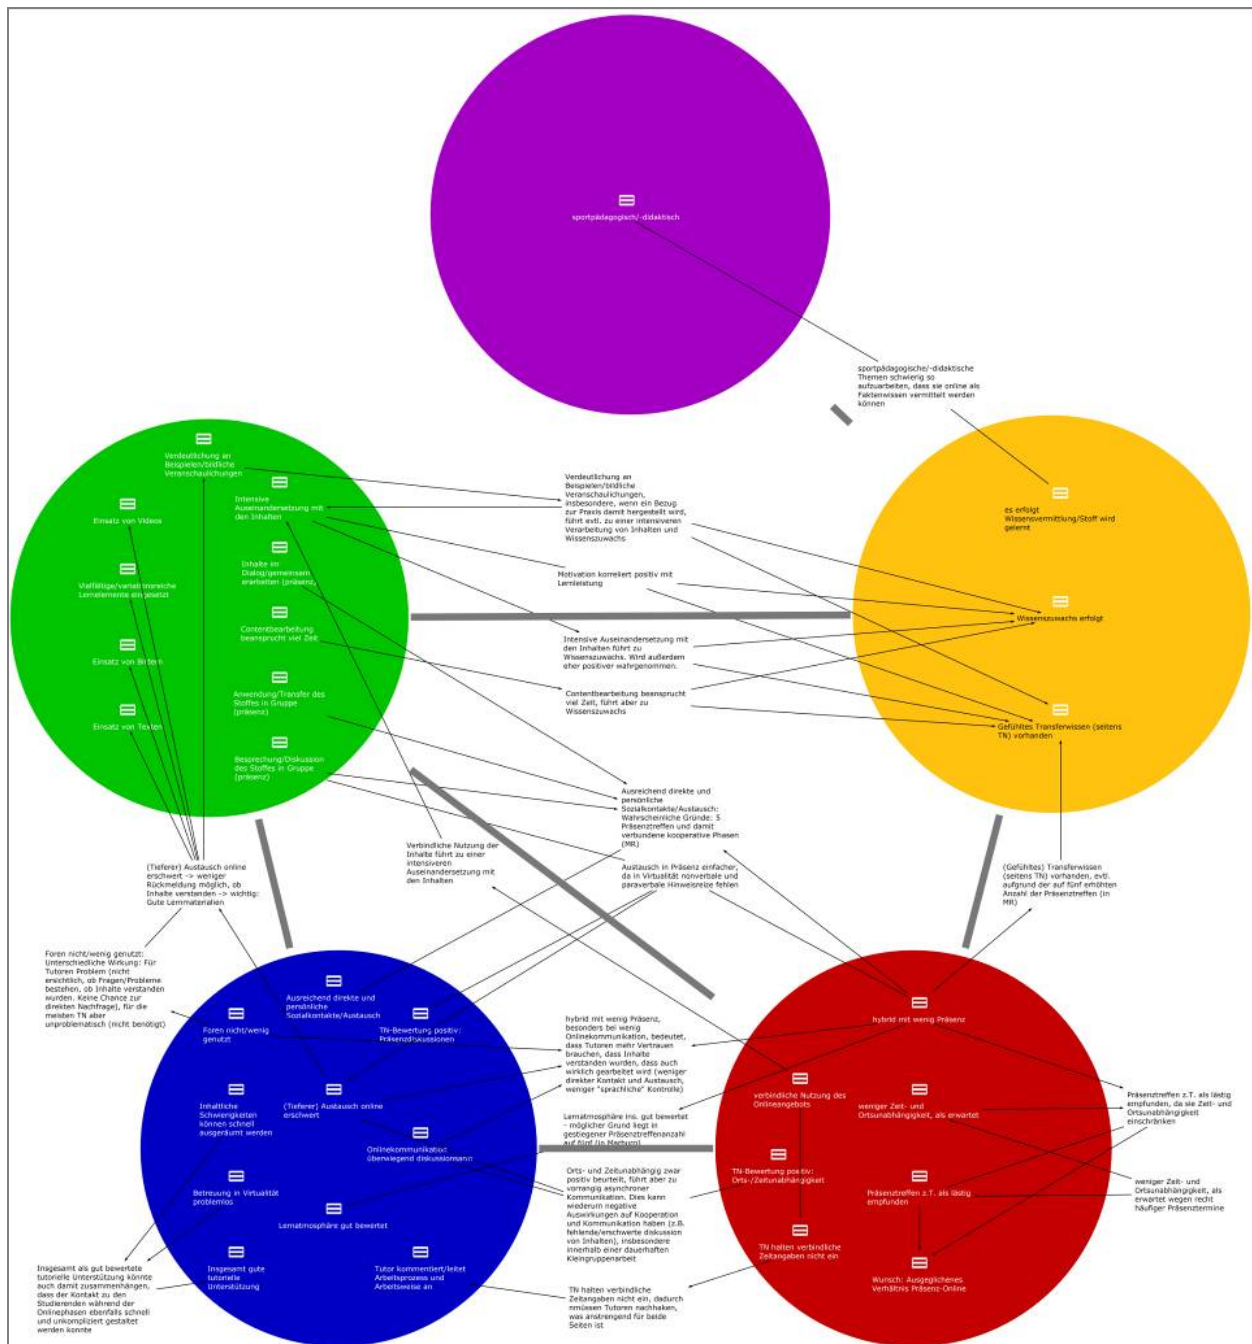 sportpädagogisch/-didaktisch
sportpädagogische/-didaktische
Themen schwierig so
aufzuarbeiten, dass sie online als
Faktenwissen vermittelt werden
können
Verdeutlichung an
Beispielen/bildliche
Veranschaulichungen
Intensive
Auseinandersetzung mit
den Inhalten
Einsatz von Videos
Inhalte im
Dialog/gemeinsam
erarbeiten (präsenz)
Vielfältige/variationsreiche
Lernelemente eingesetzt
Contentbearbeitung
beansprucht viel Zeit
Einsatz von Bildern
Anwendung/Transfer des
Stoffes in Gruppe
(präsenz)
Einsatz von Texten
Besprechung/Diskussion
des Stoffes in Gruppe
(präsenz)
Verdeutlichung an
Beispielen/bildliche
Veranschaulichungen,
insbesondere, wenn ein Bezug
zur Praxis damit hergestellt wird,
führt evtl. zu einer intensiveren
Verarbeitung von Inhalten und
Wissenszuwachs
Motivation korreliert positiv mit
Lernleistung
Intensive Auseinandersetzung mit
den Inhalten führt zu
Wissenszuwachs. Wird außerdem
eher positiver wahrgenommen.
Contentbearbeitung beansprucht
viel Zeit, führt aber zu
Wissenszuwachs
es erfolgt
Wissensvermittlung/Stoff wird
gelernt
Wissenszuwachs erfolgt
Gefühltes Transferwissen (seitens
TN) vorhanden
Ausreichend direkte und
persönliche
Sozialkontakte/Austausch:
Wahrscheinliche Gründe: 5
Präsenztreffen und damit
verbundene kooperative Phasen
(MR)
Verbindliche Nutzung der
Inhalte führt zu einer
intensiveren
Auseinandersetzung mit
den Inhalten
Austausch in Präsenz einfacher,
da in Virtualität nonverbale und
paraverbale Hinweisreize fehlen
(Gefühltes) Transferwissen
(seitens TN) vorhanden, evtl.
aufgrund der auf fünf erhöhten
Anzahl der Präsenztreffen (in
MR)
(Tieferer) Austausch online
erschwert -> weniger
Rückmeldung möglich, ob
Inhalte verstanden -> wichtig:
Gute Lernmaterialien
Foren nicht/wenig genutzt:
Unterschiedliche Wirkung: Für
Tutoren Problem (nicht
ersichtlich, ob Fragen/Probleme
bestehen, ob Inhalte verstanden
wurden. Keine Chance zur
direkten Nachfrage), für die
meisten TN aber
unproblematisch (nicht benötigt)
Ausreichend direkte und
persönliche
Sozialkontakte/Austausch
Foren nicht/wenig
genutzt
TN-Bewertung positiv:
Präsenzdiskussionen
Inhaltliche
Schwierigkeiten
können schnell
ausgeräumt werden
(Tieferer) Austausch online
erschwert
Onlinekommunikation:
überwiegend diskussionsarm
Betreuung in Virtualität
problemlos
Lernatmosphäre gut bewertet
Insgesamt gute
tutorielle
Unterstützung
Tutor kommentiert/leitet
Arbeitsprozess und
Arbeitsweise an
Insgesamt als gut bewertete
tutorielle Unterstützung könnte
auch damit zusammenhängen,
dass der Kontakt zu den
Studierenden während der
Onlinephasen ebenfalls schnell
und unkompliziert gestaltet
werden konnte
hybrid mit wenig Präsenz,
besonders bei wenig
Onlinekommunikation, bedeutet,
dass Tutoren mehr Vertrauen
brauchen, dass Inhalte
verstanden wurden, dass auch
wirklich gearbeitet wird (weniger
direkter Kontakt und Austausch,
weniger "sprachliche" Kontrolle)
Lernatmosphäre ins. gut bewertet
- möglicher Grund liegt in
gestiegener Präsenztreffenanzahl
auf fünf (in Marburg)
Orts- und Zeitunabhängig zwar
positiv beurteilt, führt aber zu
vorrangig asynchroner
Kommunikation. Dies kann
wiederum negative
Auswirkungen auf Kooperation
und Kommunikation haben (z.B.
fehlende/erschwerte diskussion
von Inhalten), insbesondere
innerhalb einer dauerhaften
Kleingruppenarbeit
TN halten verbindliche
Zeitangaben nicht ein, dadurch
nmüssen Tutoren nachhaken,
was anstrengend für beide
Seiten ist
hybrid mit wenig Präsenz
verbindliche Nutzung des
Onlineangebots
weniger Zeit- und
Ortsunabhängigkeit, als erwartet
TN-Bewertung positiv:
Orts-/Zeitunabhängigkeit
Präsenztreffen z.T. als lästig
empfunden
TN halten verbindliche
Zeitangaben nicht ein
Wunsch: Ausgeglichenes
Verhältnis Präsenz-Online
Präsenztreffen z.T. als lästig
empfunden, da sie Zeit- und
Ortsunabhängigkeit
einschränken
weniger Zeit- und
Ortsunabhängigkeit, als
erwartet wegen recht
häufiger Präsenztermine